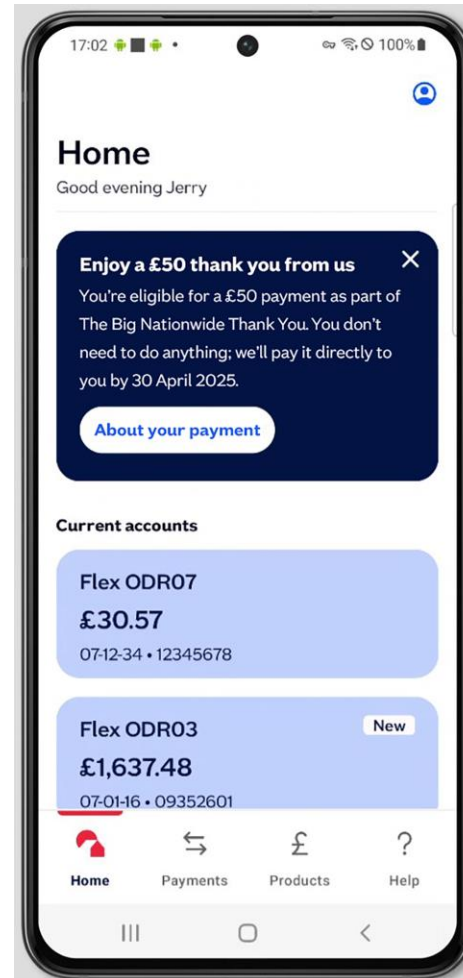 17:02 100%
Home
Good evening Jerry
Enjoy a £50 thank you from us
You're eligible for a £50 payment as part of
The Big Nationwide Thank You. You don't
need to do anything; we'll pay it directly to
you by 30 April 2025.
About your payment
Current accounts
Flex ODR07
£30.57
07-12-34 • 12345678
Flex ODR03 New
£1,637.48
07-01-16 • 09352601
Home Payments Products Help